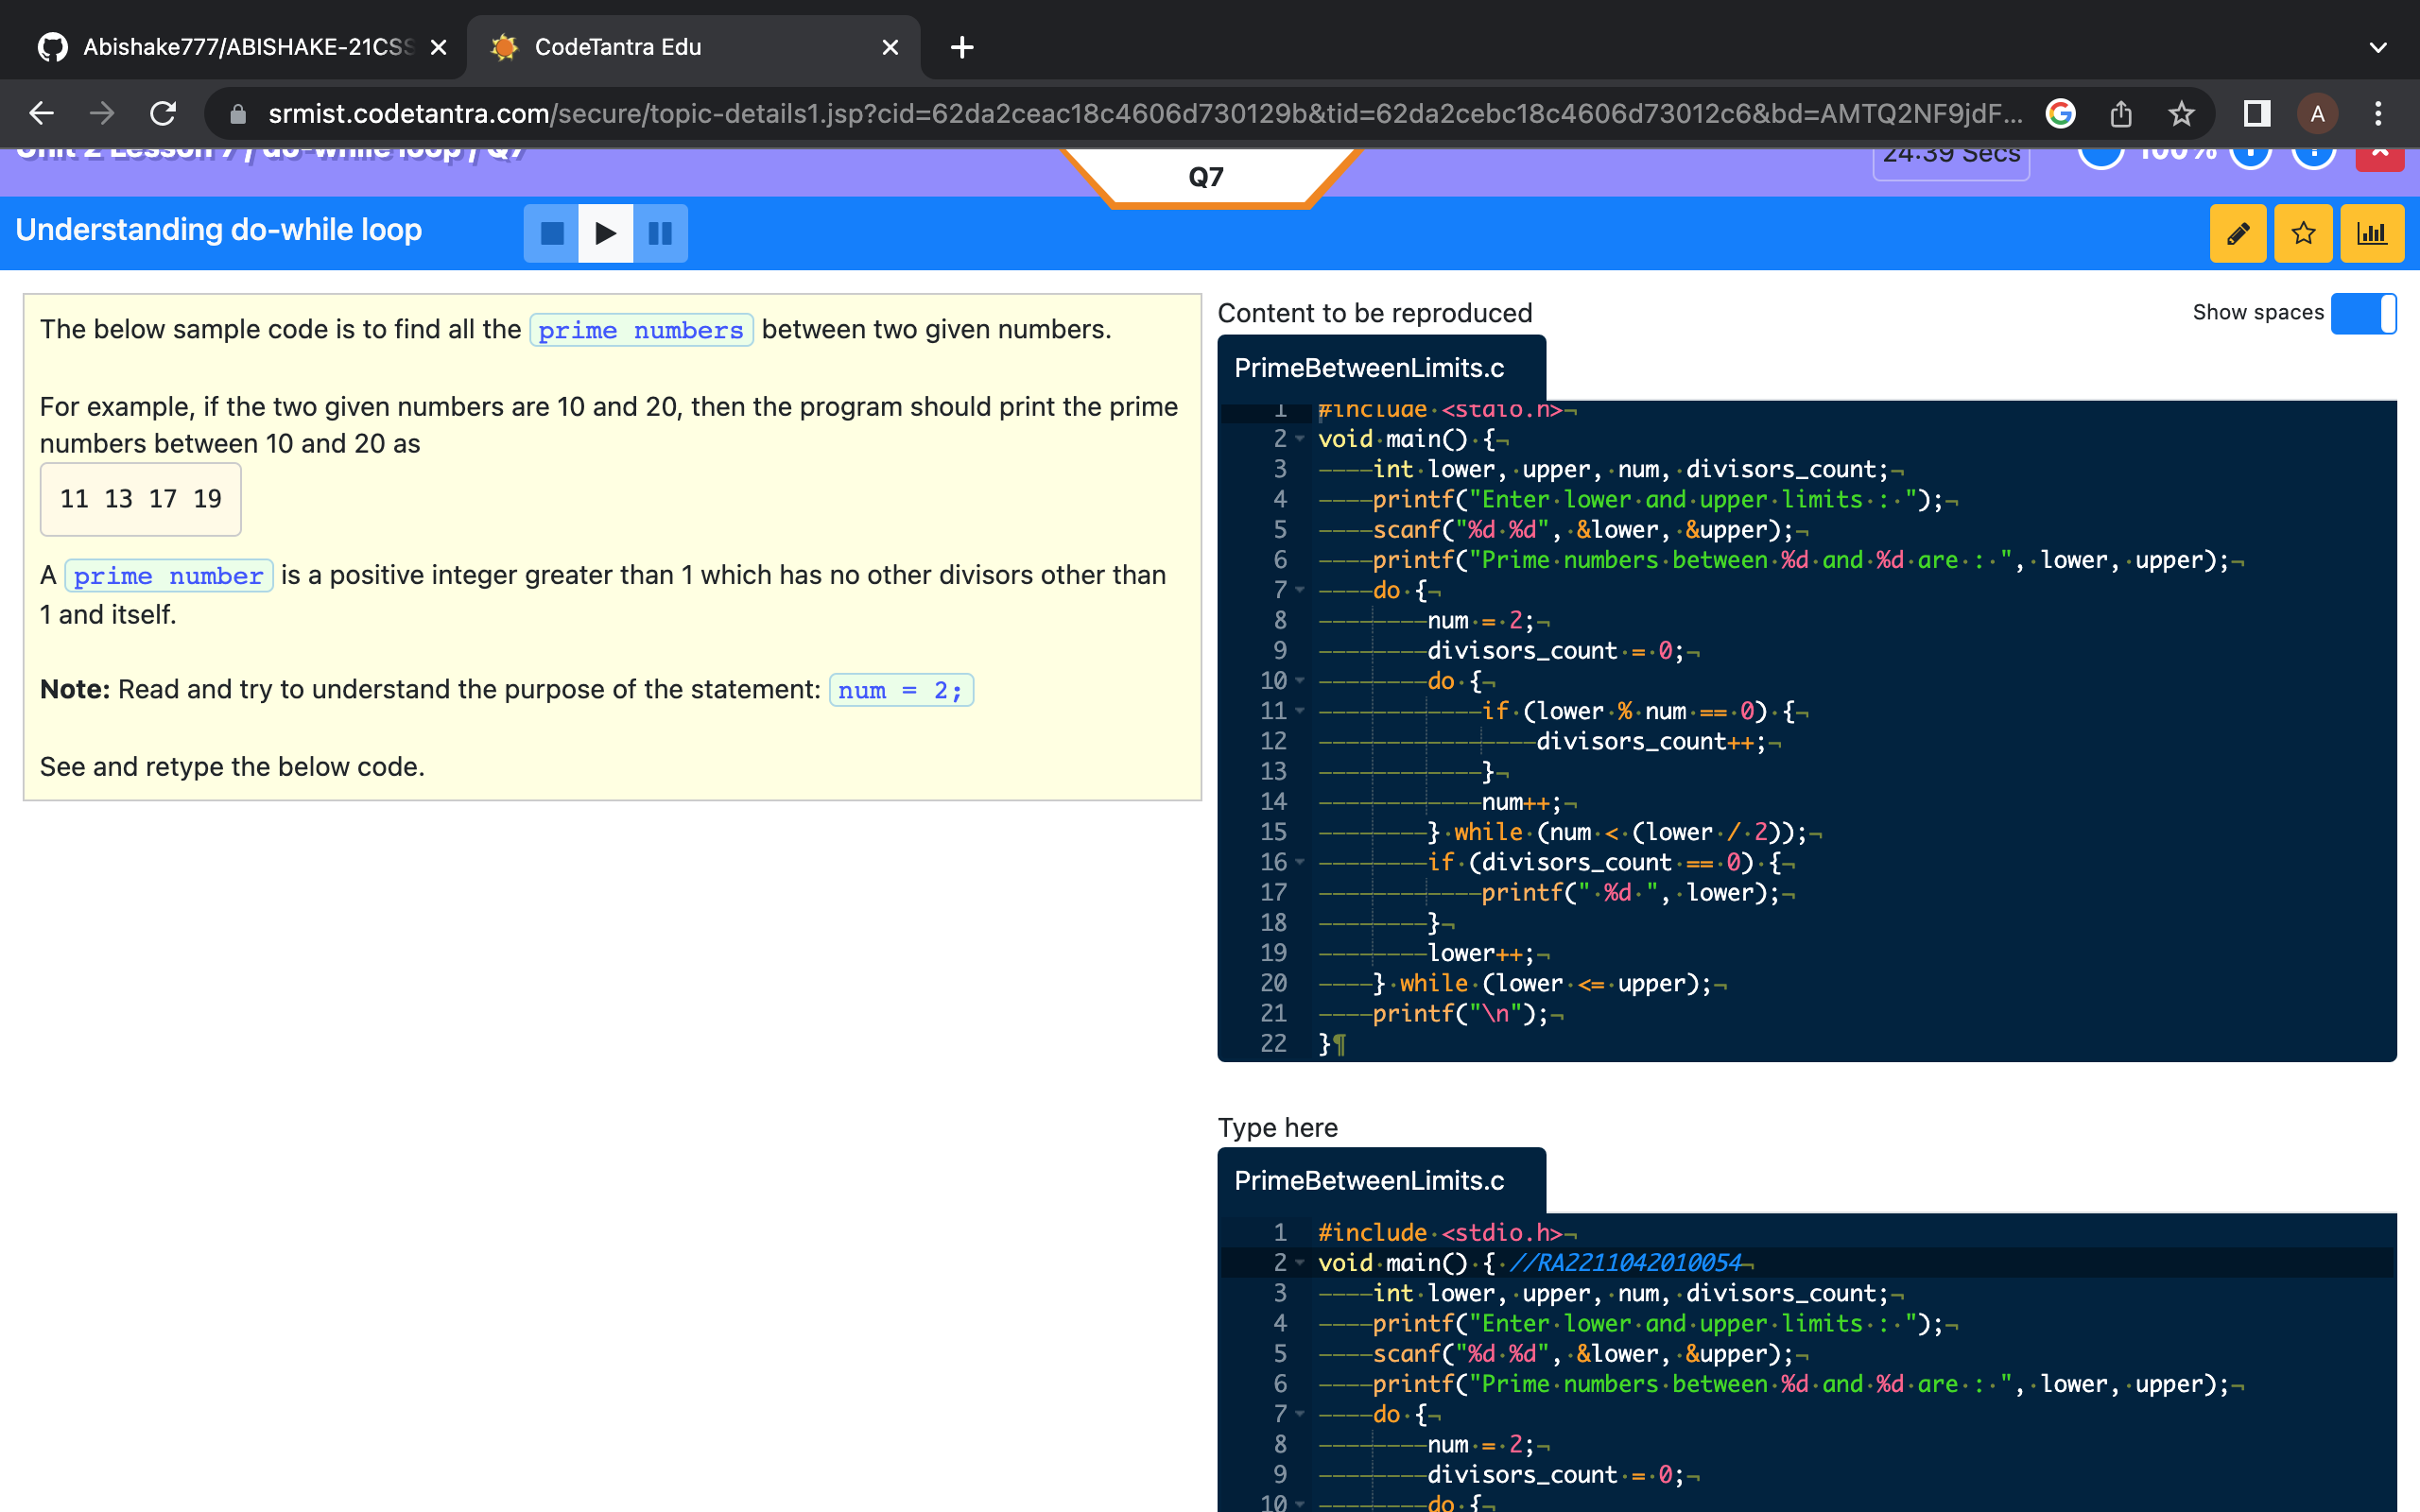 Abishake777/ABISHAKE-21CSS
CodeTantra Edu
srmist.codetantra.com/secure/topic-details1.jsp?cid=62da2ceac18c4606d730129b&tid=62da2cebc18c4606d73012c6&bd=AMTQ2NF9jdF...
A
Unit 2 Lesson 7 / do-while loop / Q7
Q7
24:39 Secs
100%
Understanding do-while loop
The below sample code is to find all the prime numbers between two given numbers.
For example, if the two given numbers are 10 and 20, then the program should print the prime
numbers between 10 and 20 as
11 13 17 19
A prime number is a positive integer greater than 1 which has no other divisors other than
1 and itself.
Note: Read and try to understand the purpose of the statement: num = 2;
See and retype the below code.
Content to be reproduced
Show spaces
PrimeBetweenLimits.c
1 #include <stdio.h>
2 void main() {
3 int lower, upper, num, divisors_count;
4 printf("Enter lower and upper limits : ");
5 scanf("%d %d", &lower, &upper);
6 printf("Prime numbers between %d and %d are : ", lower, upper);
7 do {
8 num = 2;
9 divisors_count = 0;
10 do {
11 if (lower % num == 0) {
12 divisors_count++;
13 }
14 num++;
15 } while (num < (lower / 2));
16 if (divisors_count == 0) {
17 printf(" %d ", lower);
18 }
19 lower++;
20 } while (lower <= upper);
21 printf("\n");
22 }¶
Type here
PrimeBetweenLimits.c
1 #include <stdio.h>
2 void main() { //RA2211042010054
3 int lower, upper, num, divisors_count;
4 printf("Enter lower and upper limits : ");
5 scanf("%d %d", &lower, &upper);
6 printf("Prime numbers between %d and %d are : ", lower, upper);
7 do {
8 num = 2;
9 divisors_count = 0;
10 do {